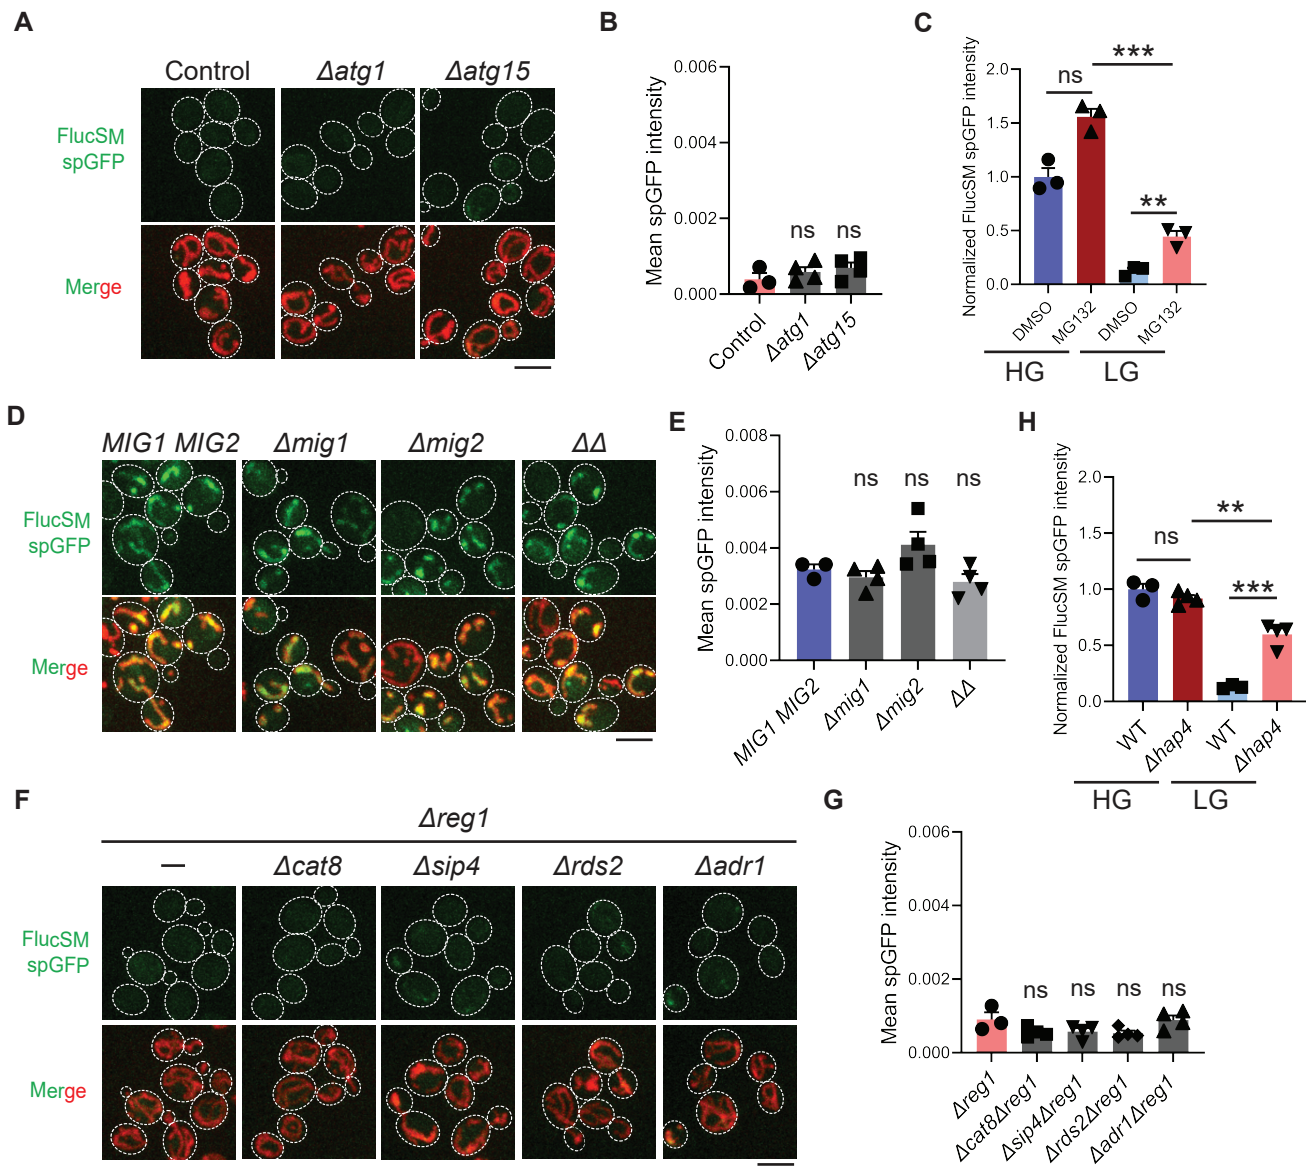 A
Control
Δatg1
Δatg15
FlucSM
spGFP
Merge
B
Mean spGFP intensity
0.006
0.004
0.002
0.000
ns
ns
Control
Δatg1
Δatg15
C
Normalized FlucSM spGFP intensity
2.0
1.5
1.0
0.5
0.0
ns
***
**
DMSO
MG132
DMSO
MG132
HG
LG
D
MIG1 MIG2
Δmig1
Δmig2
ΔΔ
FlucSM
spGFP
Merge
E
Mean spGFP intensity
0.008
0.006
0.004
0.002
0.000
ns
ns
ns
MIG1 MIG2
Δmig1
Δmig2
ΔΔ
H
Normalized FlucSM spGFP intensity
2.0
1.5
1.0
0.5
0.0
ns
**
***
WT
Δhap4
WT
Δhap4
HG
LG
F
Δreg1
—
Δcat8
Δsip4
Δrds2
Δadr1
FlucSM
spGFP
Merge
G
Mean spGFP intensity
0.006
0.004
0.002
0.000
ns
ns
ns
ns
Δreg1
Δcat8Δreg1
Δsip4Δreg1
Δrds2Δreg1
Δadr1Δreg1